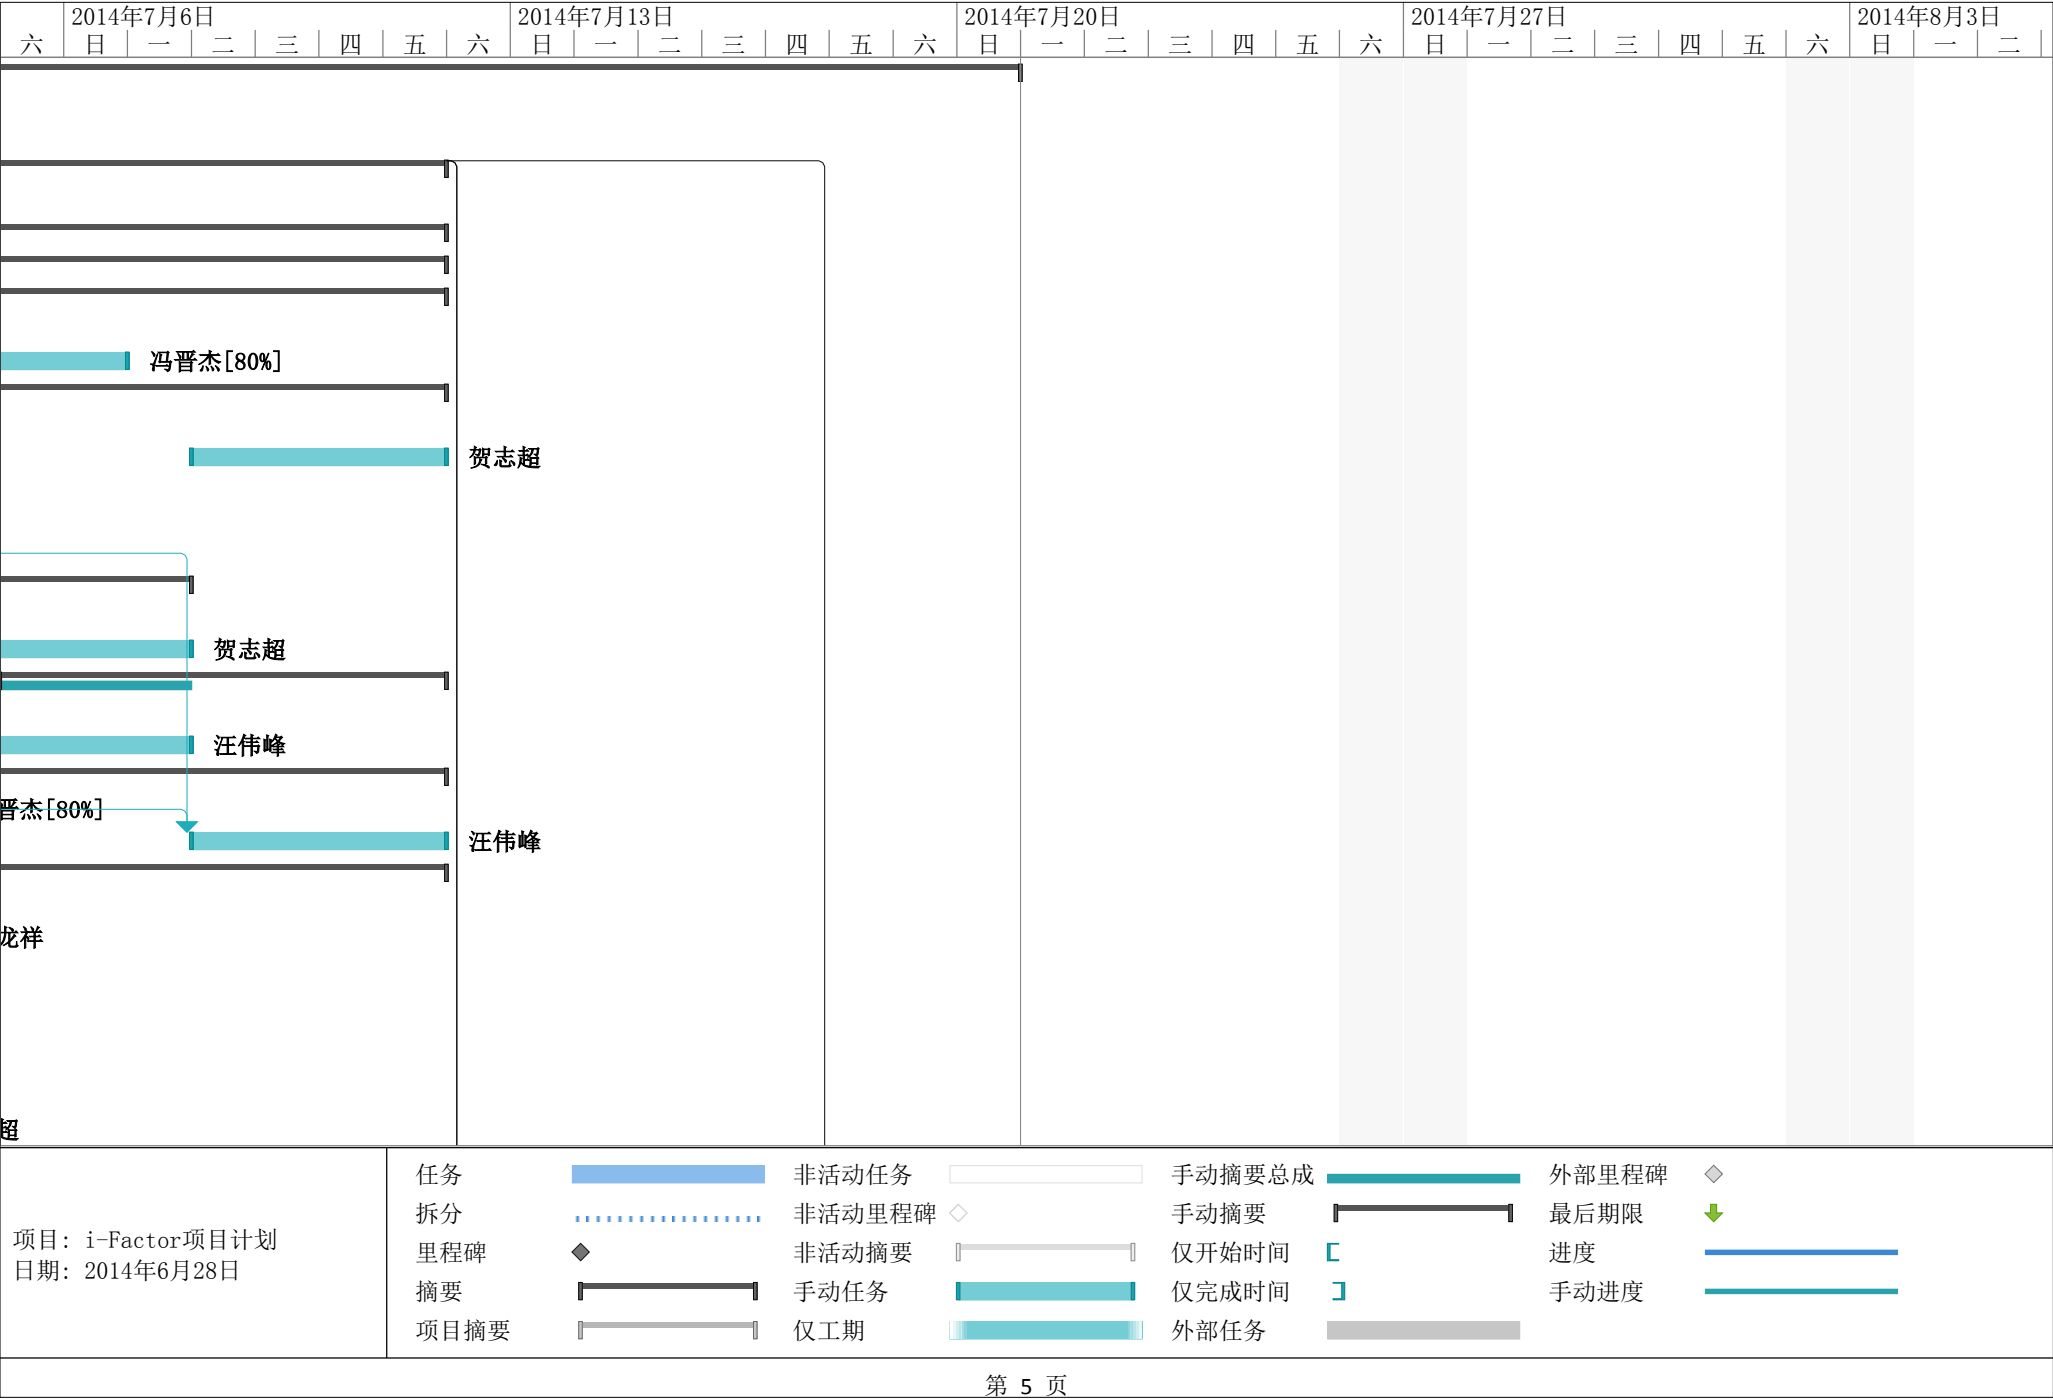 2014年7月6日 2014年7月13日 2014年7月20日 2014年7月27日 2014年8月3日
六 日 一 二 三 四 五 六 日 一 二 三 四 五 六 日 一 二 三 四 五 六 日 一 二 三 四 五 六 日 一 二
冯晋杰[80%]
贺志超
贺志超
汪伟峰
晋杰[80%]
汪伟峰
龙祥
超
任务 非活动任务 手动摘要总成 外部里程碑
拆分 非活动里程碑 手动摘要 最后期限
项目: i-Factor项目计划
里程碑 非活动摘要 仅开始时间 进度
日期: 2014年6月28日
摘要 手动任务 仅完成时间 手动进度
项目摘要 仅工期 外部任务
第 5 页